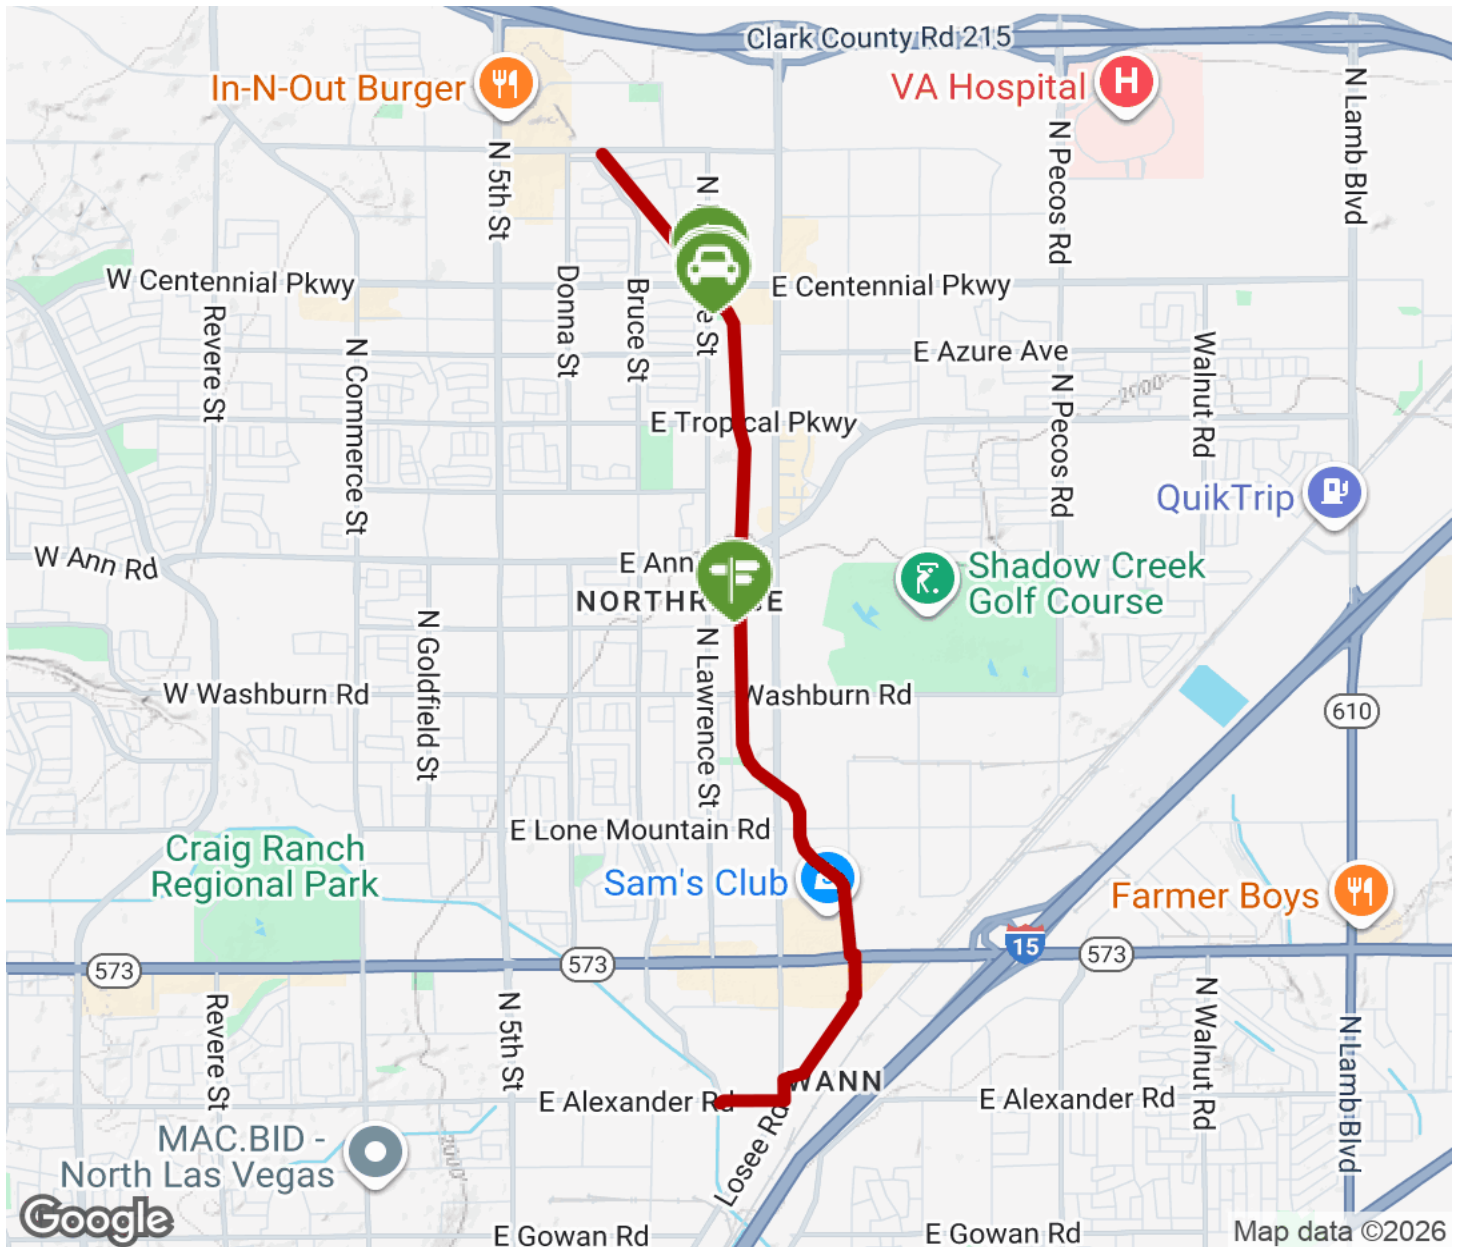 Clark County Rd 215
In-N-Out Burger
VA Hospital
H
N Lamb Blvd
N 5th St
N Pecos Rd
N
W Centennial Pkwy
E Centennial Pkwy
Donna St
Bruce St
Revere St
e St
N Commerce St
E Azure Ave
Walnut Rd
2000'
N Pecos Rd
E Tropical Pkwy
QuikTrip
W Ann Rd
E Ann
Shadow Creek
Golf Course
NORTHR
GE
N Goldfield St
N Lawrence St
W Washburn Rd
Washburn Rd
610
Craig Ranch
Regional Park
E Lone Mountain Rd
Sam's Club
Farmer Boys
15
573
573
573
Revere St
N 5th St
N Walnut Rd
N Lamb Blvd
WANN
E Alexander Rd
E Alexander Rd
MAC.BID -
North Las Vegas
2000'
Losee Rd
E Gowan Rd
E Gowan Rd
Google
Map data ©2026